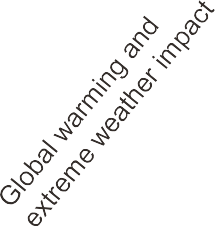 Global warming and
extreme weather impact